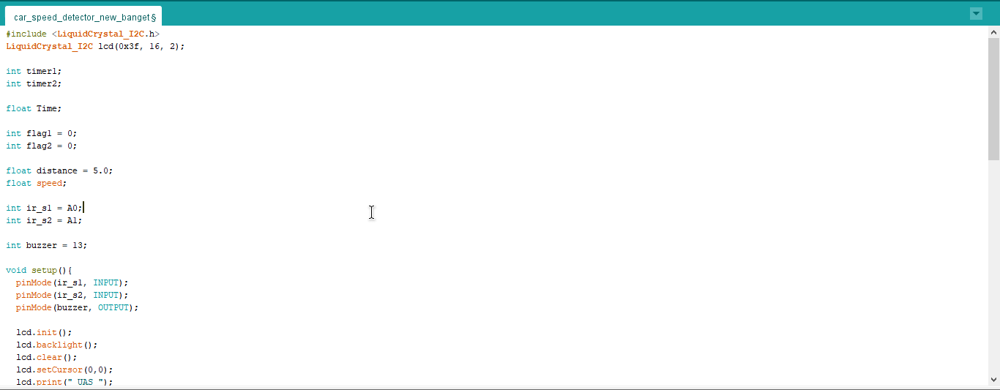 car_speed_detector_new_banget §
#include <LiquidCrystal_I2C.h>
LiquidCrystal_I2C lcd(0x3f, 16, 2);
int timer1;
int timer2;
float Time;
int flag1 = 0;
int flag2 = 0;
float distance = 5.0;
float speed;
int ir_s1 = A0;
int ir_s2 = A1;
int buzzer = 13;
void setup(){
  pinMode(ir_s1, INPUT);
  pinMode(ir_s2, INPUT);
  pinMode(buzzer, OUTPUT);
  lcd.init();
  lcd.backlight();
  lcd.clear();
  lcd.setCursor(0,0);
  lcd.print(" UAS ");